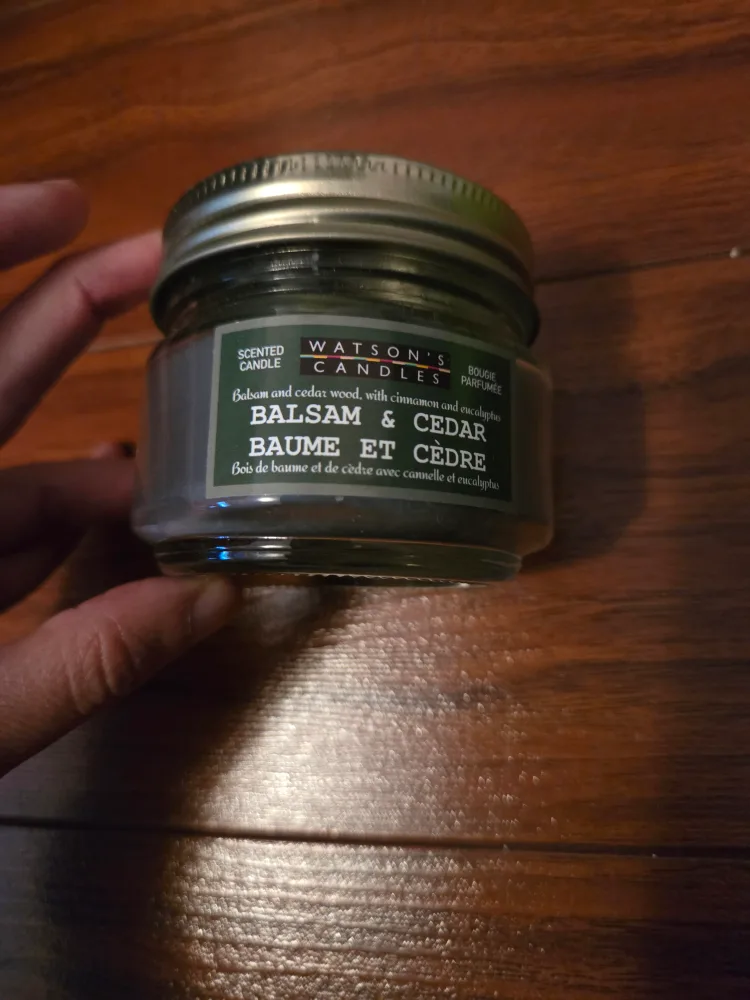 SCENTED
CANDLE
WATSON'S
CANDLES
BOUGIE
PARFUMÉE
Balsam and cedar wood, with cinnamon and eucalyptus
BALSAM & CEDAR
BAUME ET CÈDRE
Bois de baume et de cèdre avec cannelle et eucalyptus